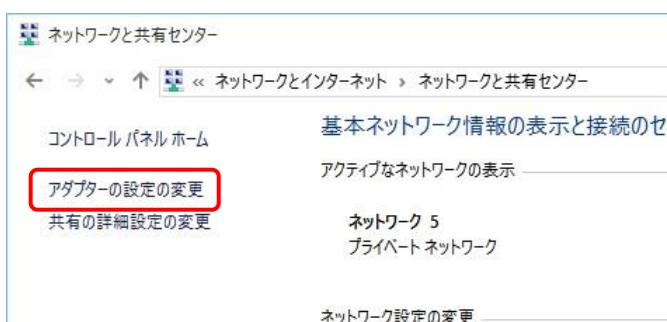 ネットワークと共有センター
← → ↑ « ネットワークとインターネット › ネットワークと共有センター
コントロール パネル ホーム
アダプターの設定の変更
共有の詳細設定の変更
基本ネットワーク情報の表示と接続のセ
アクティブなネットワークの表示
ネットワーク 5
プライベート ネットワーク
ネットワーク設定の変更